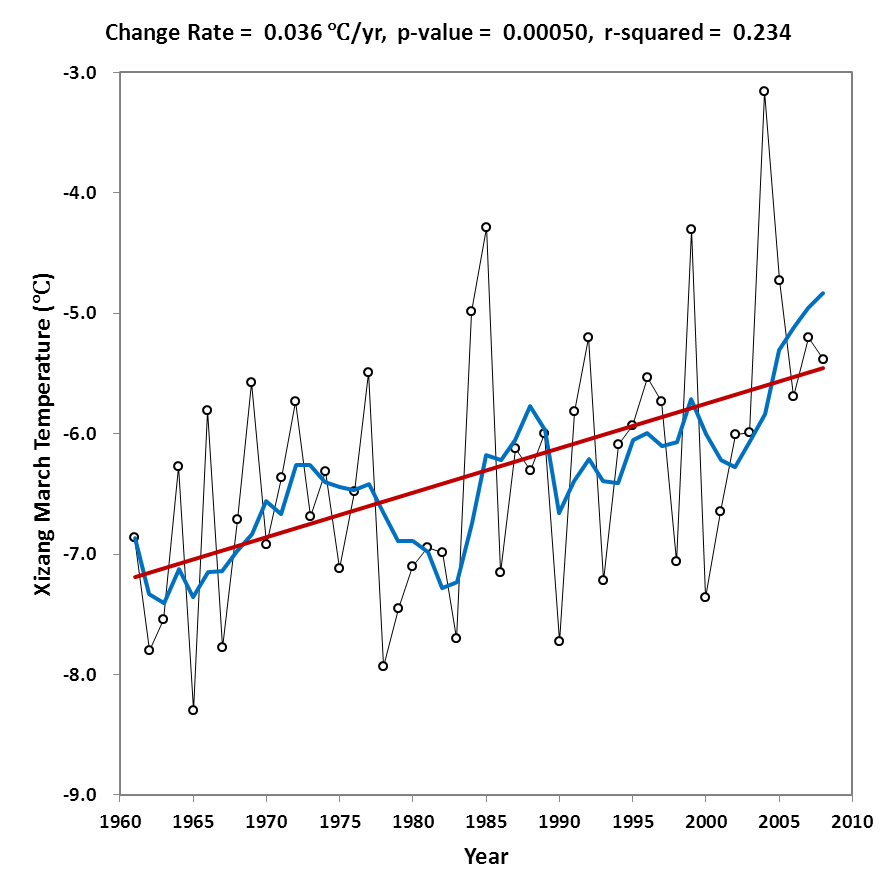 Change Rate = 0.036 ℃/yr, p-value = 0.00050, r-squared = 0.234
-3.0
-4.0
-5.0
-6.0
-7.0
-8.0
-9.0
Xizang March Temperature (℃)
1960 1965 1970 1975 1980 1985 1990 1995 2000 2005 2010
Year